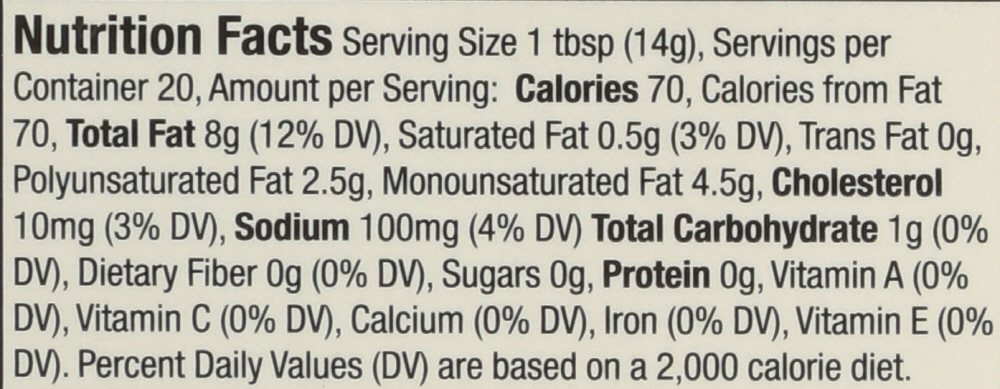 Nutrition Facts Serving Size 1 tbsp (14g), Servings per
Container 20, Amount per Serving: Calories 70, Calories from Fat
70, Total Fat 8g (12% DV), Saturated Fat 0.5g (3% DV), Trans Fat 0g,
Polyunsaturated Fat 2.5g, Monounsaturated Fat 4.5g, Cholesterol
10mg (3% DV), Sodium 100mg (4% DV) Total Carbohydrate 1g (0%
DV), Dietary Fiber 0g (0% DV), Sugars 0g, Protein 0g, Vitamin A (0%
DV), Vitamin C (0% DV), Calcium (0% DV), Iron (0% DV), Vitamin E (0%
DV). Percent Daily Values (DV) are based on a 2,000 calorie diet.